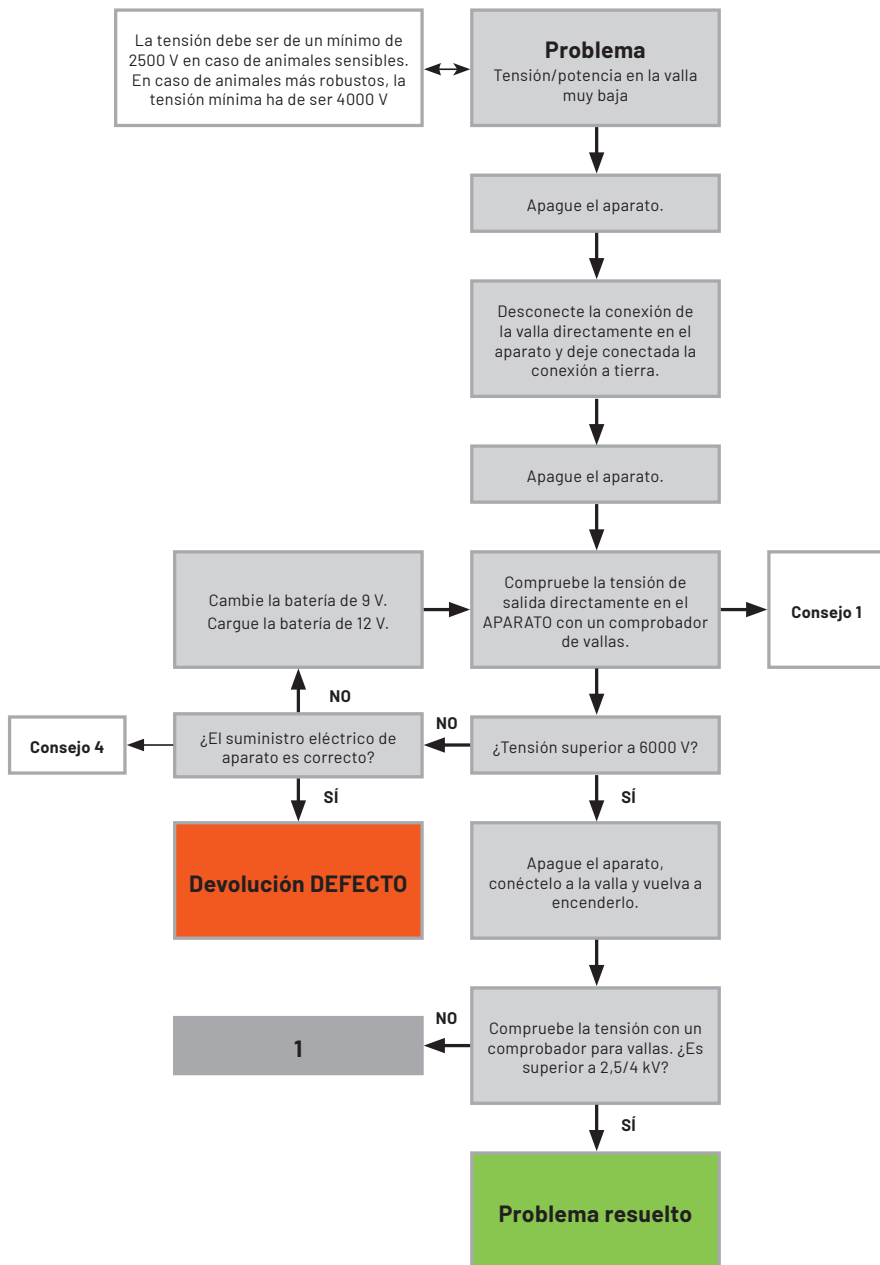 La tensión debe ser de un mínimo de
2500 V en caso de animales sensibles.
En caso de animales más robustos, la
tensión mínima ha de ser 4000 V
Problema
Tensión/potencia en la valla
muy baja
Apague el aparato.
Desconecte la conexión de
la valla directamente en el
aparato y deje conectada la
conexión a tierra.
Apague el aparato.
Cambie la batería de 9 V.
Cargue la batería de 12 V.
Compruebe la tensión de
salida directamente en el
APARATO con un comprobador
de vallas.
Consejo 1
NO
Consejo 4
¿El suministro eléctrico de
aparato es correcto?
NO
¿Tensión superior a 6000 V?
SÍ
SÍ
Devolución DEFECTO
Apague el aparato,
conéctelo a la valla y vuelva a
encenderlo.
1
NO
Compruebe la tensión con un
comprobador para vallas. ¿Es
superior a 2,5/4 kV?
SÍ
Problema resuelto